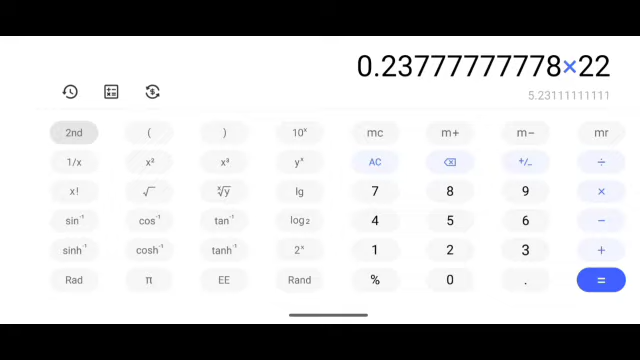 0.23777777778×22
5.23111111111
2nd ( ) 10ˣ mc m+ m− mr
1/x x² x³ yˣ AC +/− ÷
x! √ ˣ√y lg 7 8 9 ×
sin⁻¹ cos⁻¹ tan⁻¹ log₂ 4 5 6 −
sinh⁻¹ cosh⁻¹ tanh⁻¹ 2ˣ 1 2 3 +
Rad π EE Rand % 0 . =